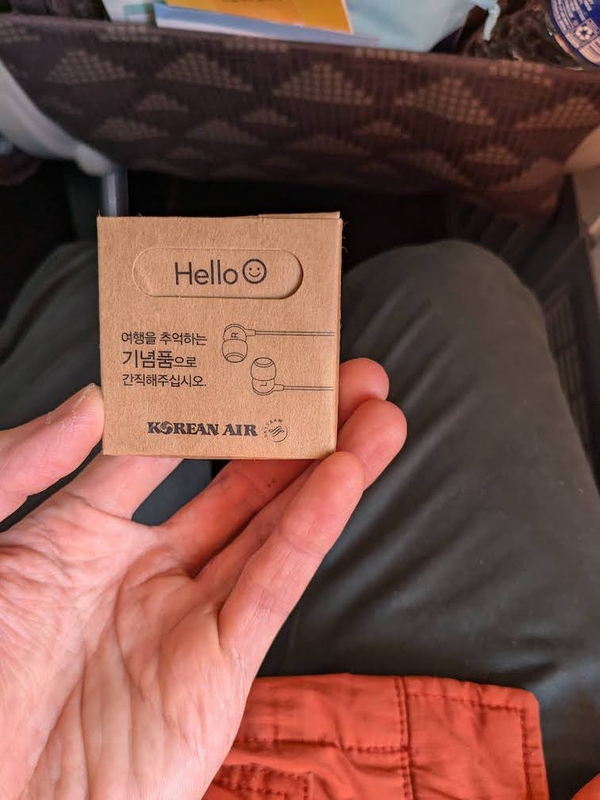 Hello
여행을 추억하는
기념품으로
간직해주십시오.
R
L
KOREAN AIR
SKYTEAM